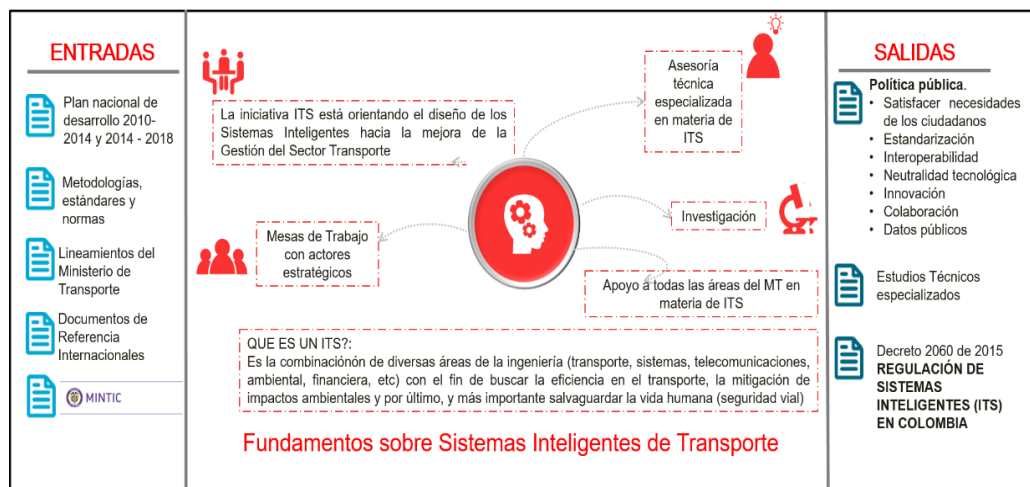 ENTRADAS
Plan nacional de
desarrollo 2010-
2014 y 2014 - 2018
Metodologías,
estándares y
normas
Lineamientos del
Ministerio de
Transporte
Documentos de
Referencia
Internacionales
MINTIC
La iniciativa ITS está orientando el diseño de los
Sistemas Inteligentes hacia la mejora de la
Gestión del Sector Transporte
Asesoría
técnica
especializada
en materia de
ITS
Mesas de Trabajo
con actores
estratégicos
Investigación
Apoyo a todas las áreas del MT en
materia de ITS
QUE ES UN ITS?:
Es la combinaciónón de diversas áreas de la ingeniería (transporte, sistemas, telecomunicaciones,
ambiental, financiera, etc) con el fin de buscar la eficiencia en el transporte, la mitigación de
impactos ambientales y por último, y más importante salvaguardar la vida humana (seguridad vial)
Fundamentos sobre Sistemas Inteligentes de Transporte
SALIDAS
Política pública.
• Satisfacer necesidades
de los ciudadanos
• Estandarización
• Interoperabilidad
• Neutralidad tecnológica
• Innovación
• Colaboración
• Datos públicos
Estudios Técnicos
especializados
Decreto 2060 de 2015
REGULACIÓN DE
SISTEMAS
INTELIGENTES (ITS)
EN COLOMBIA